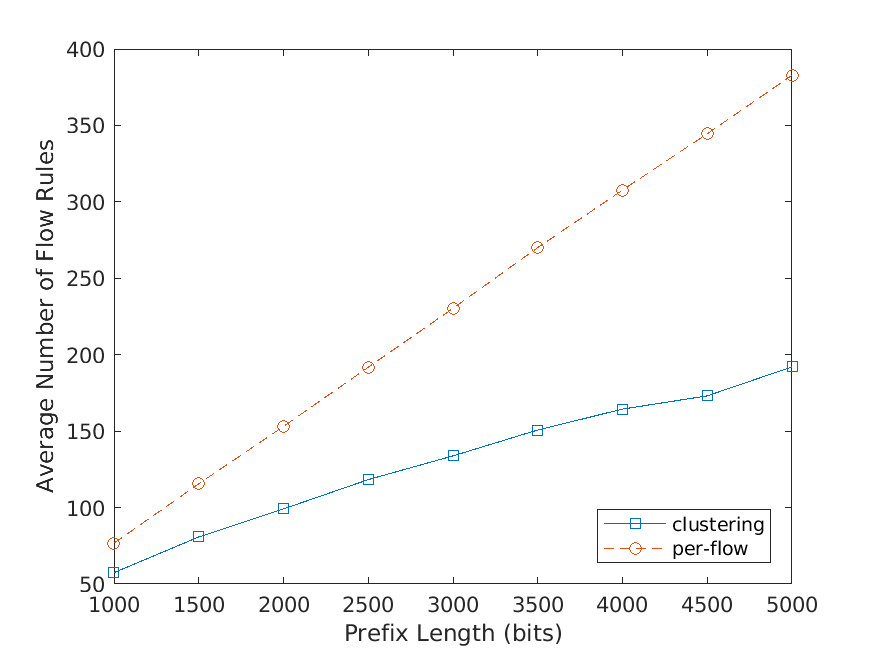 400
350
300
250
200
150
100
50
Average Number of Flow Rules
1000 1500 2000 2500 3000 3500 4000 4500 5000
Prefix Length (bits)
clustering
per-flow